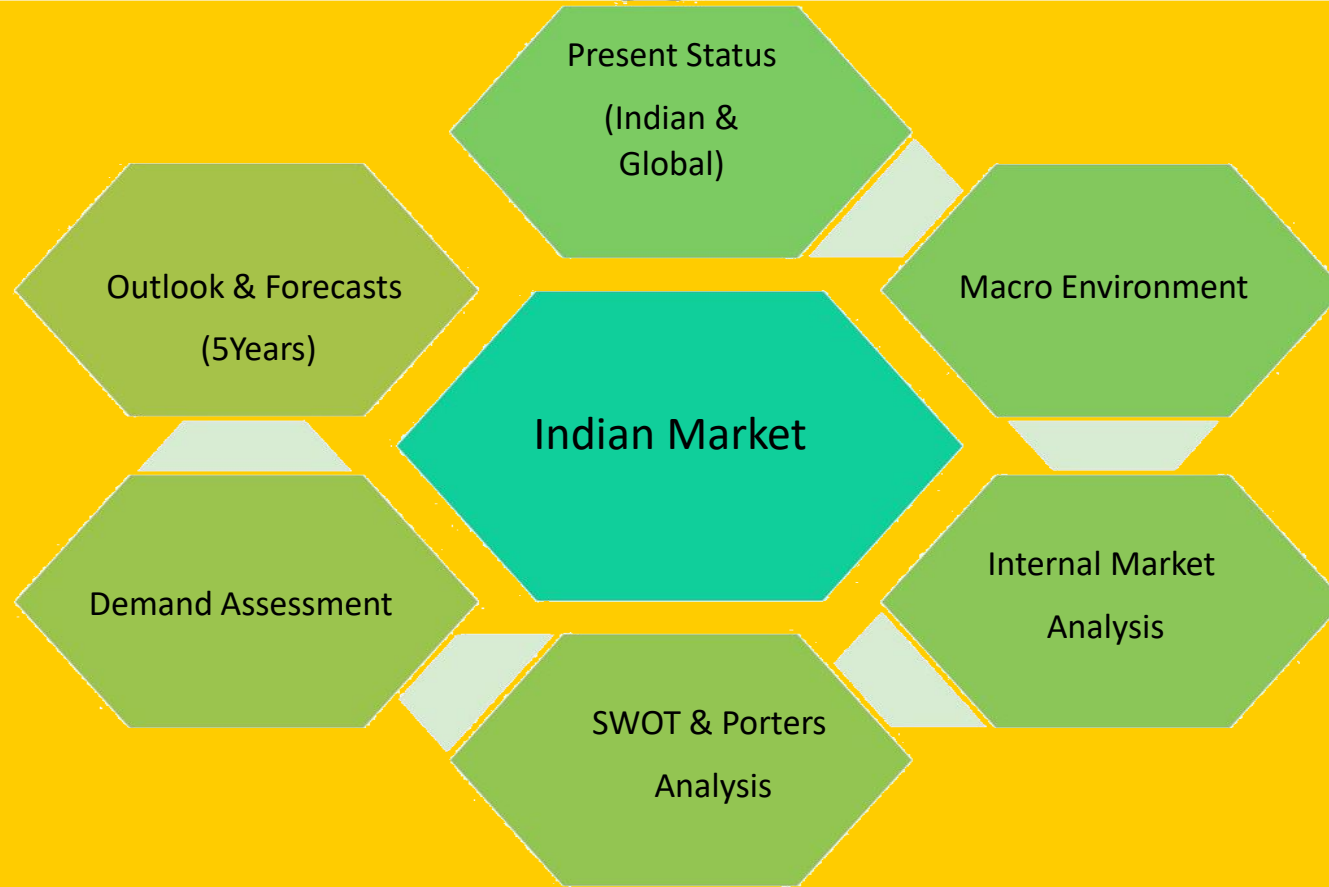 Present Status
(Indian &
Global)
Macro Environment
Internal Market
Analysis
SWOT & Porters
Analysis
Demand Assessment
Outlook & Forecasts
(5Years)
Indian Market